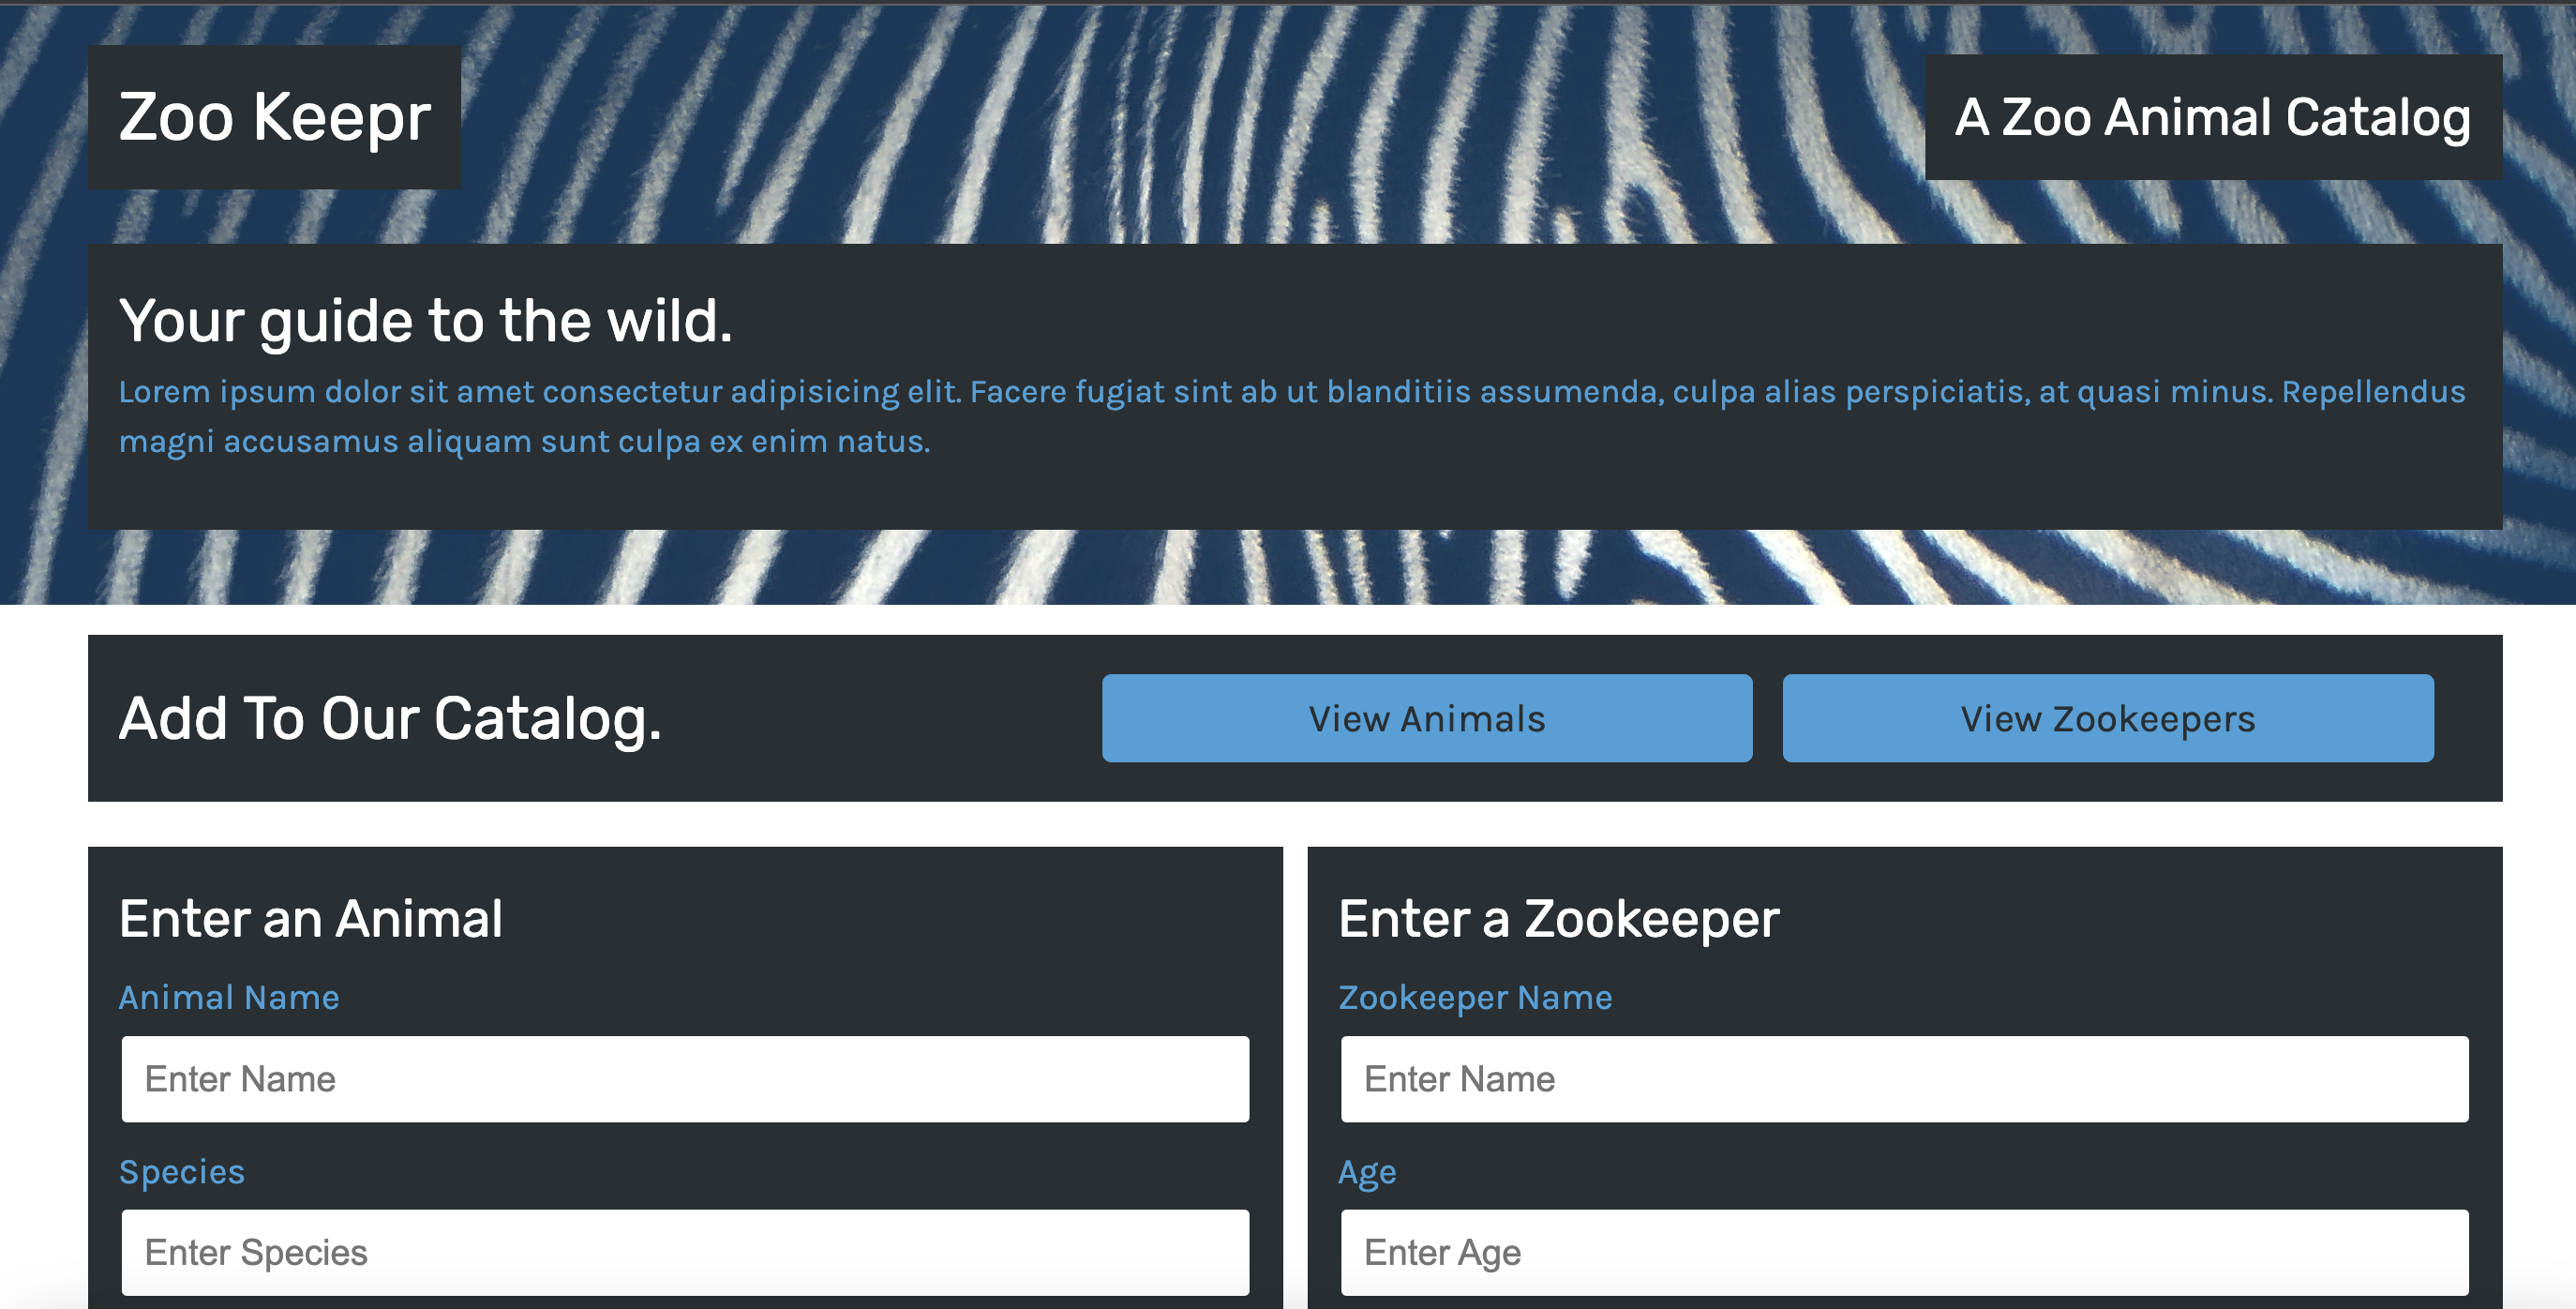 Zoo Keepr
A Zoo Animal Catalog
Your guide to the wild.
Lorem ipsum dolor sit amet consectetur adipisicing elit. Facere fugiat sint ab ut blanditiis assumenda, culpa alias perspiciatis, at quasi minus. Repellendus
magni accusamus aliquam sunt culpa ex enim natus.
Add To Our Catalog.
View Animals
View Zookeepers
Enter an Animal
Animal Name
Enter Name
Species
Enter Species
Enter a Zookeeper
Zookeeper Name
Enter Name
Age
Enter Age